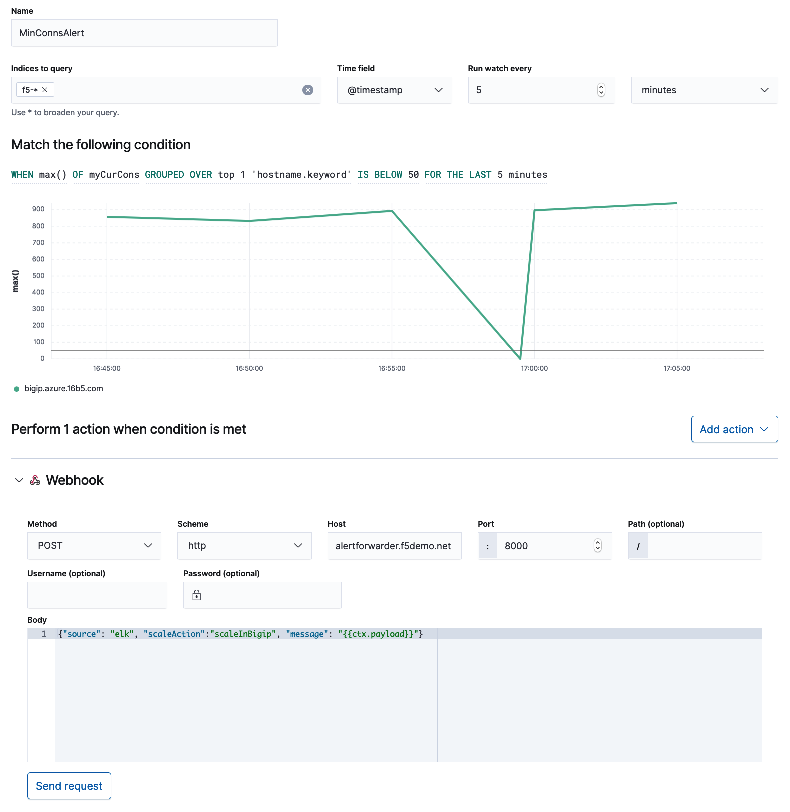 Name
MinConnsAlert
Indices to query
Time field
Run watch every
f5-* ×
@timestamp
5
minutes
Use * to broaden your query.
Match the following condition
WHEN max() OF myCurCons GROUPED OVER top 1 'hostname.keyword' IS BELOW 50 FOR THE LAST 5 minutes
max()
900
800
700
600
500
400
300
200
100
0
16:45:00 16:50:00 16:55:00 17:00:00 17:05:00
bigip.azure.16b5.com
Perform 1 action when condition is met
Add action
Webhook
Method
Scheme
Host
Port
Path (optional)
POST
http
alertforwarder.f5demo.net
: 8000
/
Username (optional)
Password (optional)
Body
1 {"source": "elk", "scaleAction":"scaleInBigip", "message": "{{ctx.payload}}"}
Send request